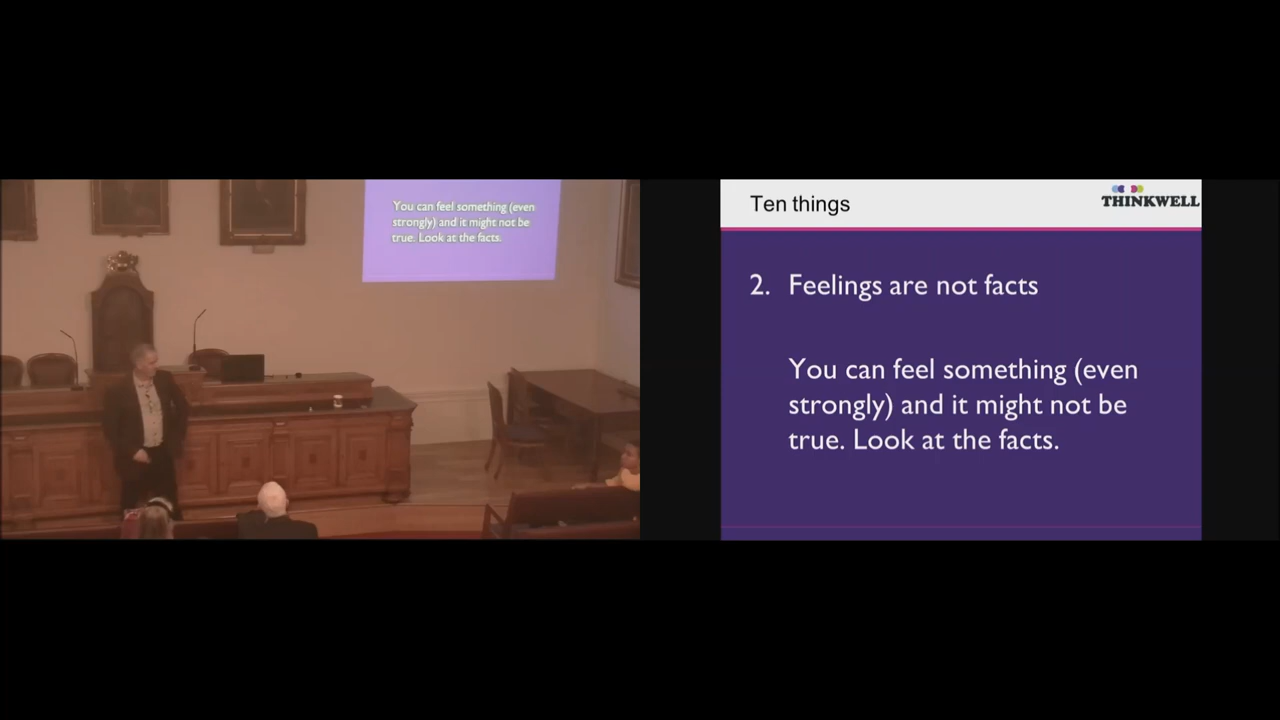 You can feel something (even
strongly) and it might not be
true. Look at the facts.
Ten things
THINKWELL
2. Feelings are not facts
You can feel something (even
strongly) and it might not be
true. Look at the facts.